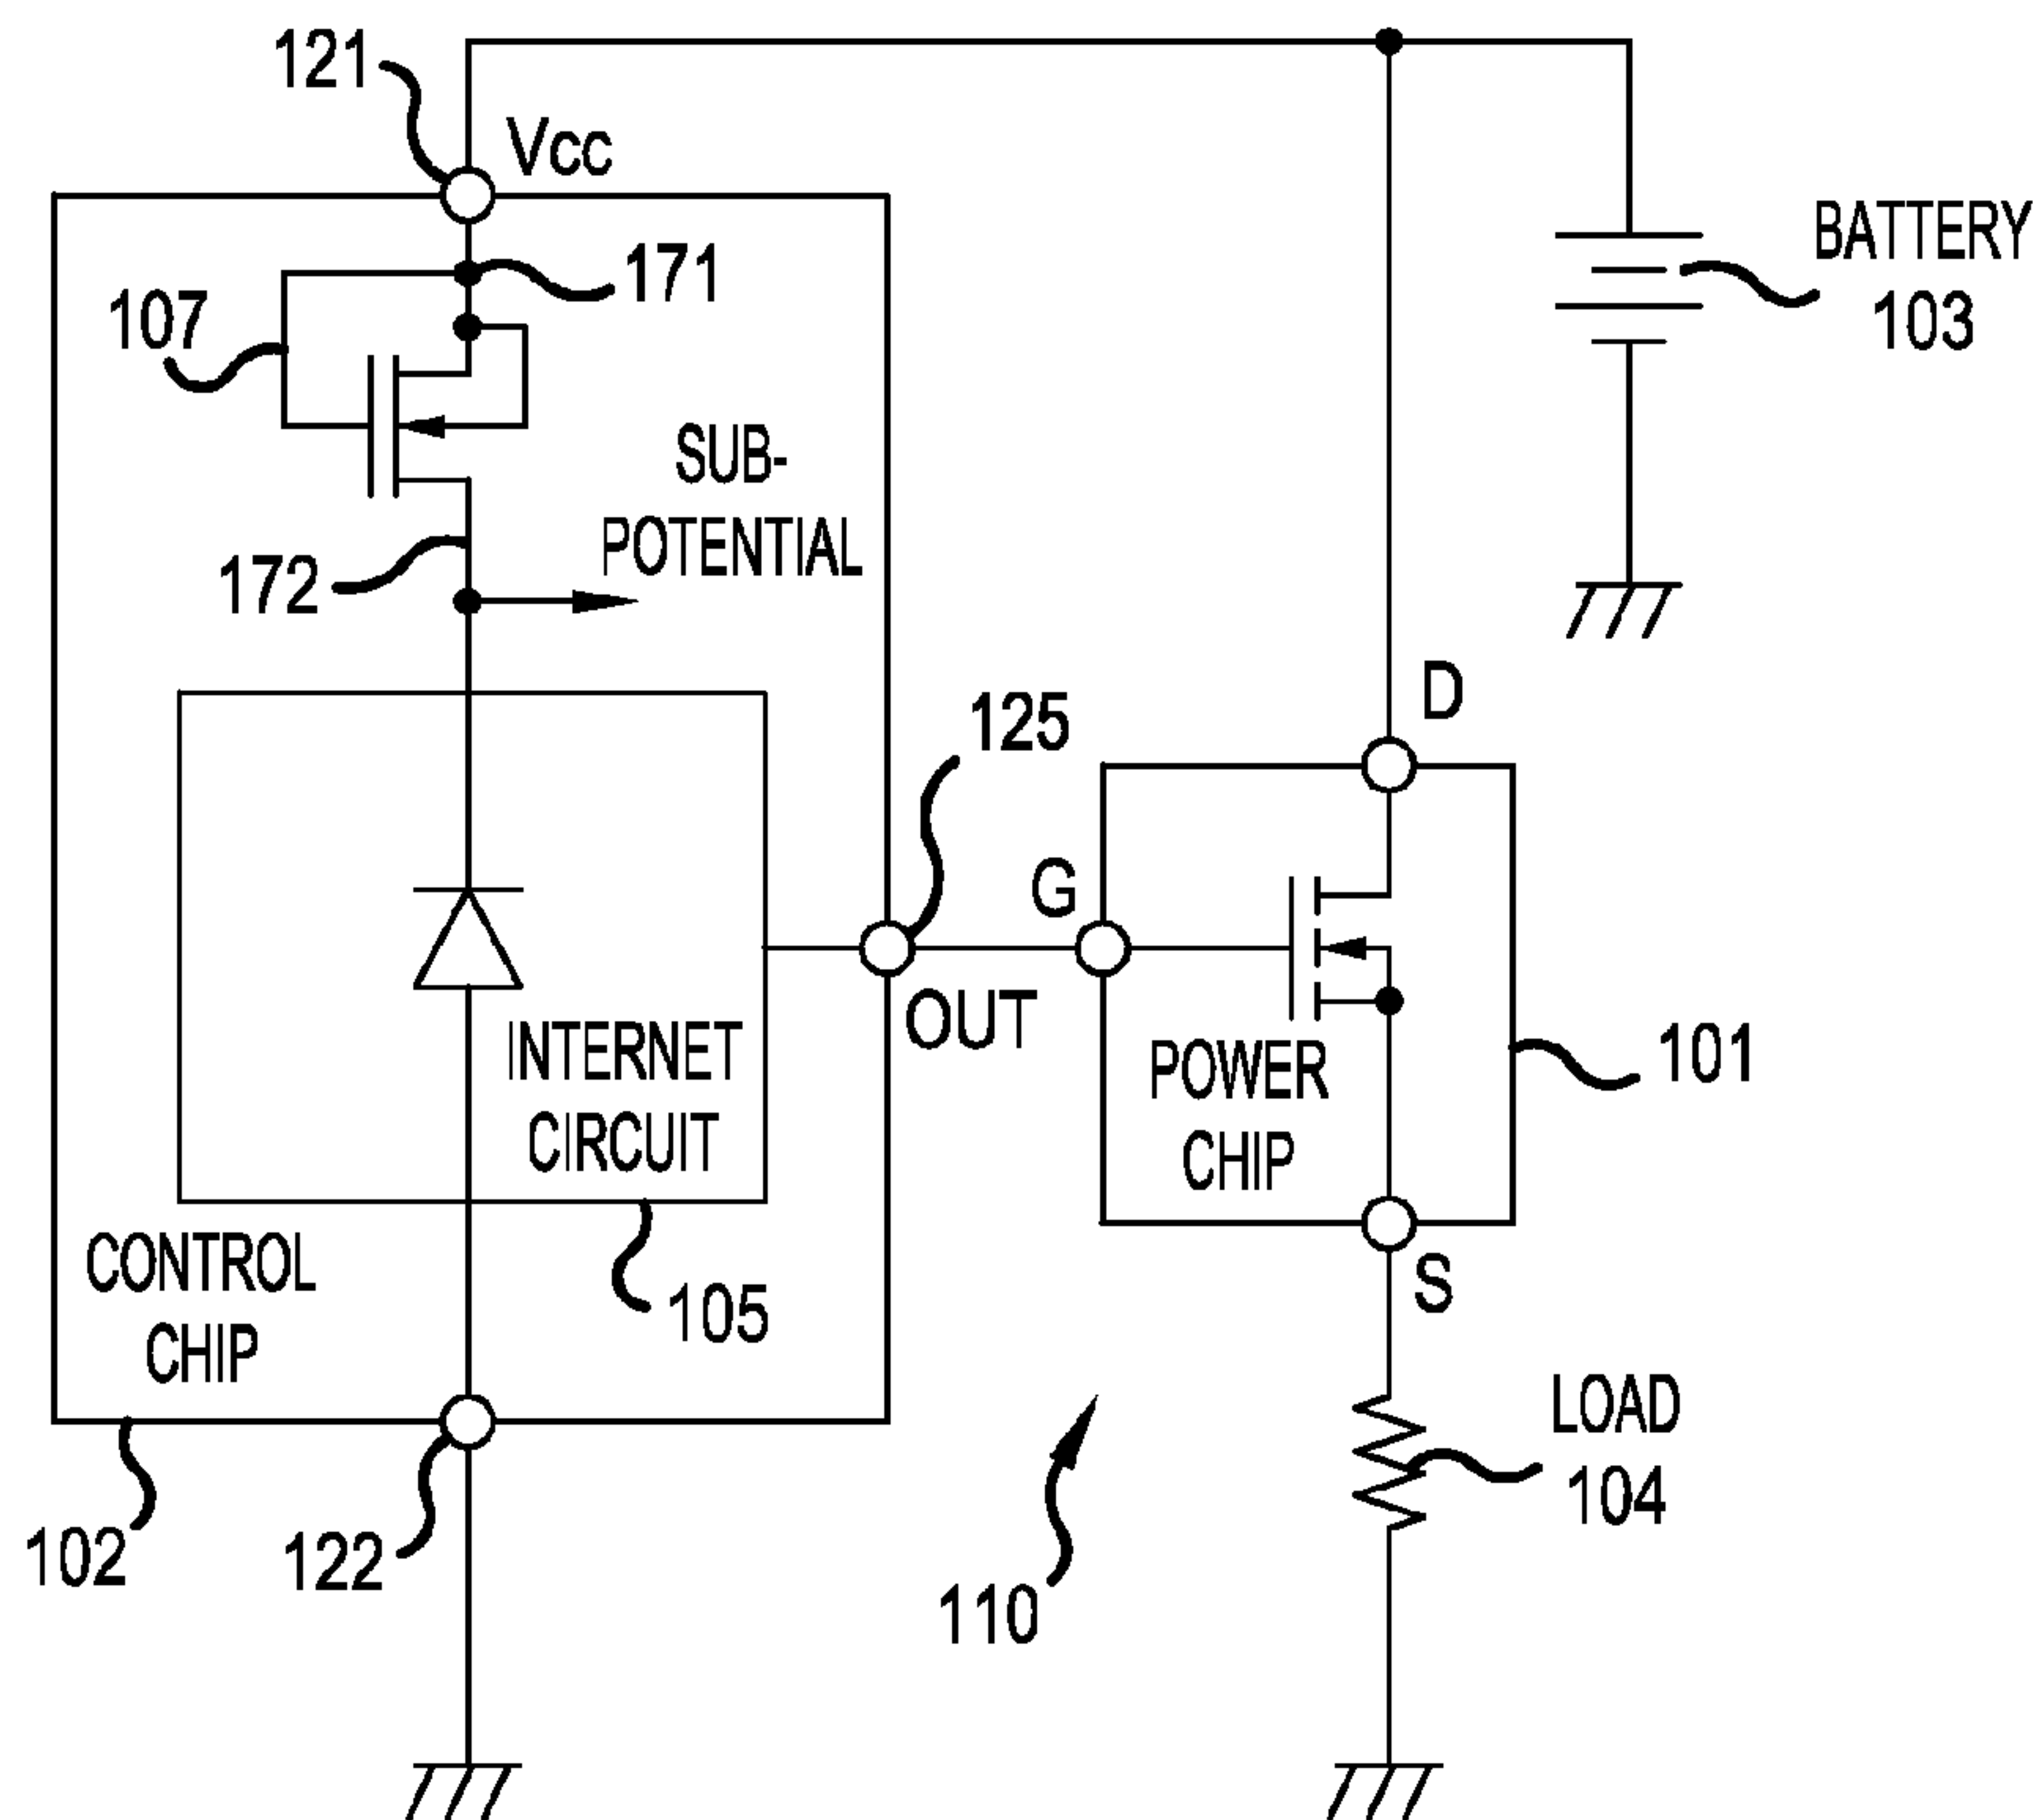 121
Vcc
171
107
BATTERY
103
SUB-
POTENTIAL
172
D
125
G
OUT
INTERNET
CIRCUIT
POWER
CHIP
101
CONTROL
CHIP
105
S
LOAD
104
102
122
110